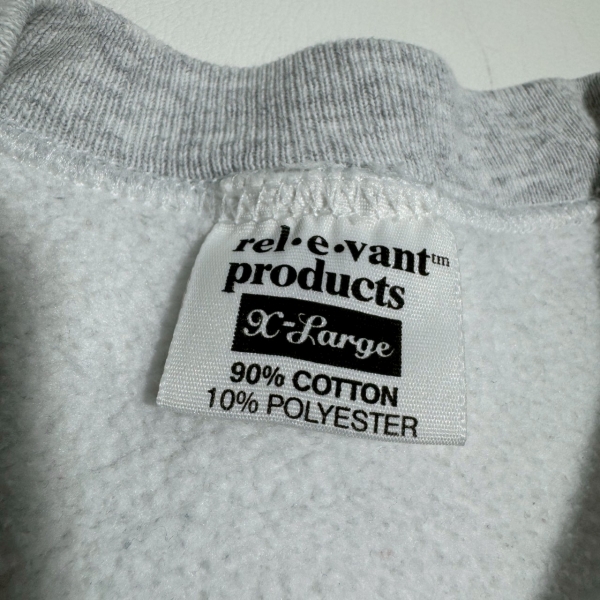 rel•e•vant™
products
X-Large
90% COTTON
10% POLYESTER